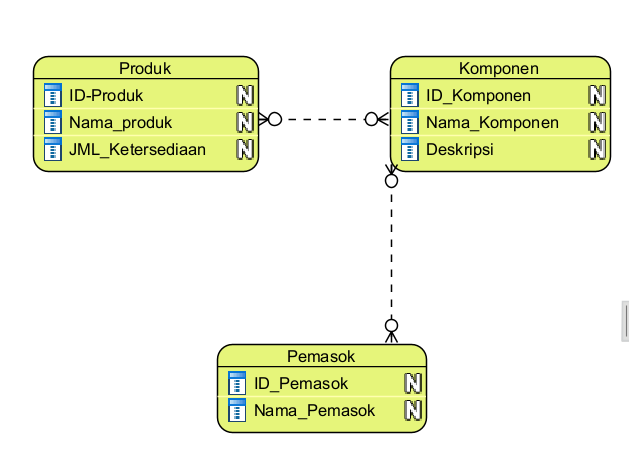 Produk
ID-Produk N
Nama_produk N
JML_Ketersediaan N
Komponen
ID_Komponen N
Nama_Komponen N
Deskripsi N
Pemasok
ID_Pemasok N
Nama_Pemasok N